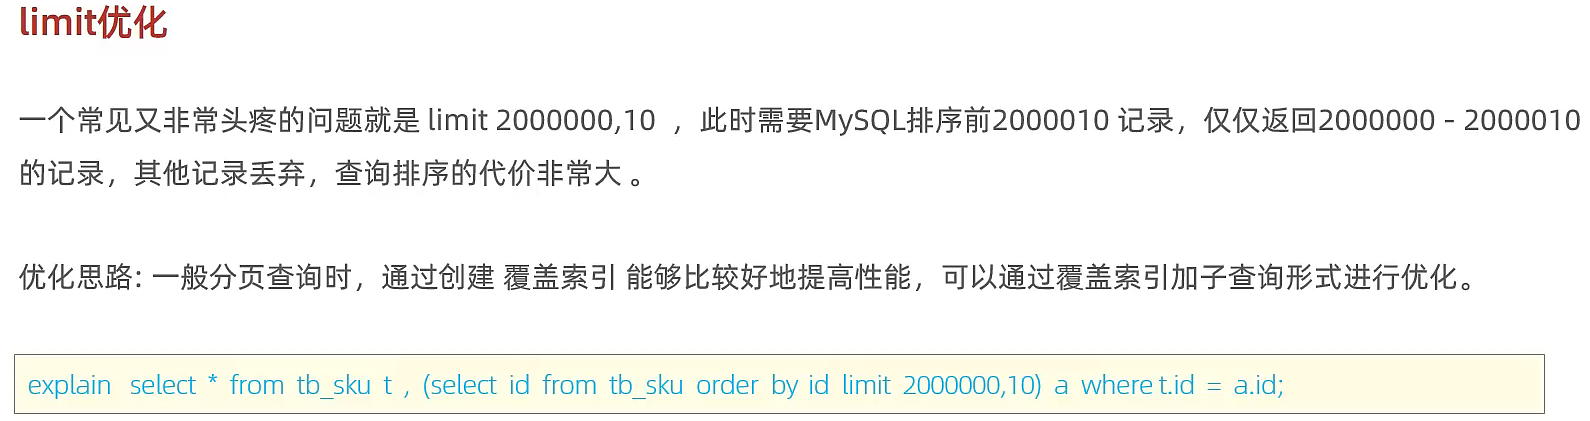 limit优化
一个常见又非常头疼的问题就是 limit 2000000,10 ，此时需要MySQL排序前2000010 记录，仅仅返回2000000 - 2000010
的记录，其他记录丢弃，查询排序的代价非常大 。
优化思路: 一般分页查询时，通过创建 覆盖索引 能够比较好地提高性能，可以通过覆盖索引加子查询形式进行优化。
explain select * from tb_sku t , (select id from tb_sku order by id limit 2000000,10) a where t.id = a.id;